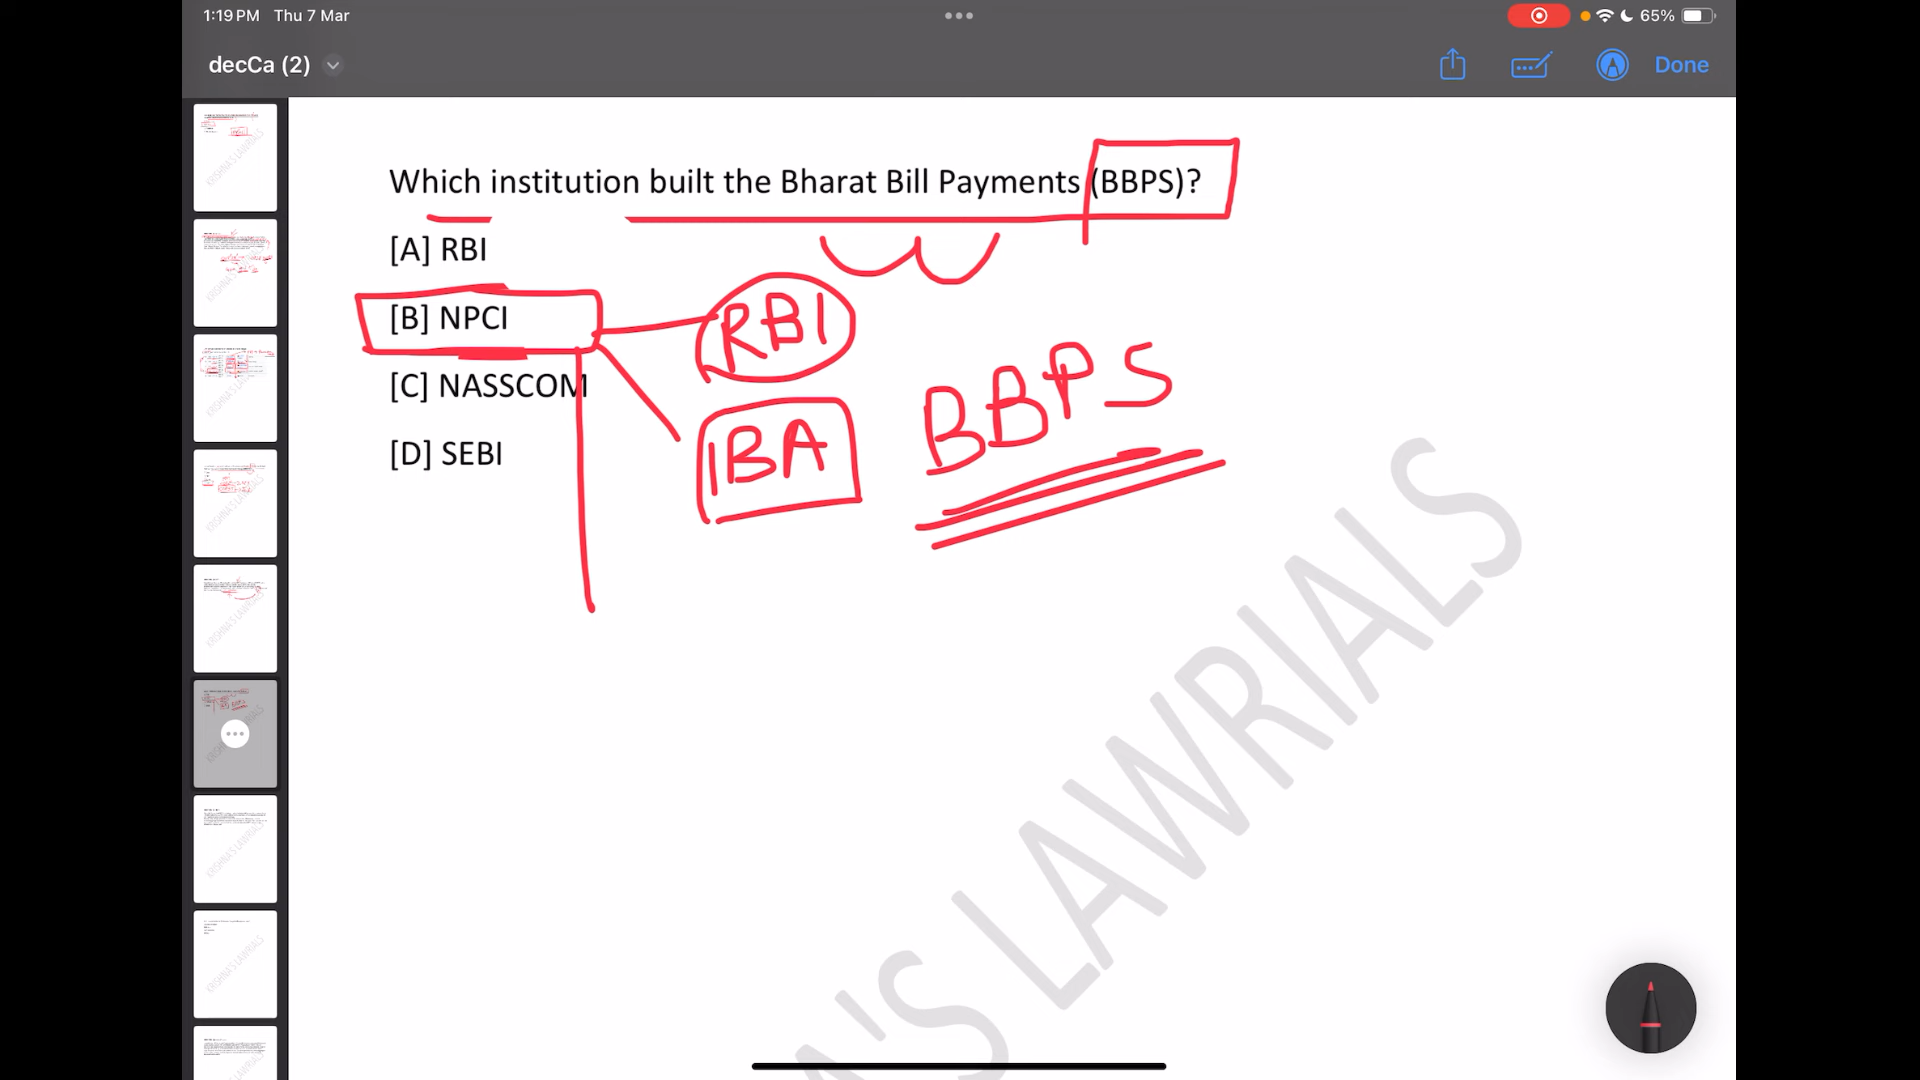 1:19 PM Thu 7 Mar
65%
decCa (2)
Done
Which institution built the Bharat Bill Payments (BBPS)?
[A] RBI
[B] NPCI
RBI
[C] NASSCOM
BBPS
[D] SEBI
IBA
'S LAWRIALS